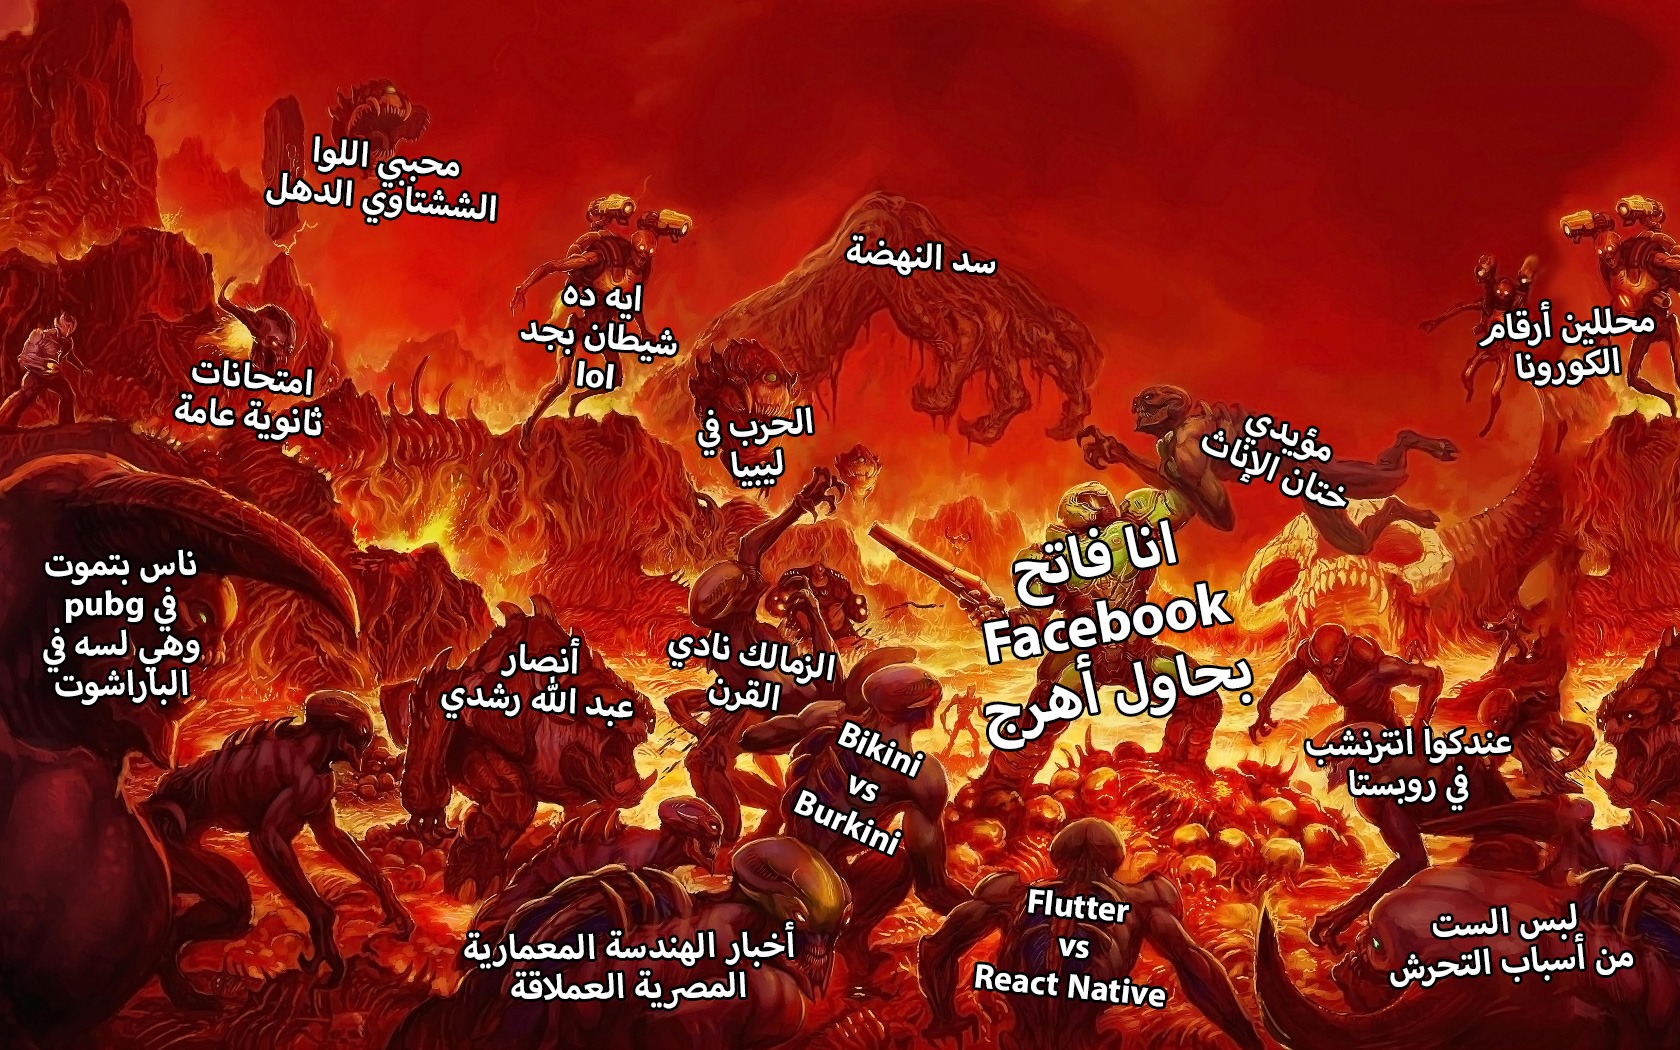 محبي اللوا
الششتاوي الدهل
سد النهضة
ايه ده
شيطان بجد
lol
محللين أرقام
الكورونا
امتحانات
ثانوية عامة
الحرب في
ليبيا
مؤيدي
ختان الإناث
انا فاتح
Facebook
بحاول أهرج
ناس بتموت
في pubg
وهي لسه في
الباراشوت
أنصار
عبد الله رشدي
الزمالك نادي
القرن
Bikini
vs
Burkini
عندكوا انترنشب
في روبستا
Flutter
vs
React Native
أخبار الهندسة المعمارية
المصرية العملاقة
لبس الست
من أسباب التحرش